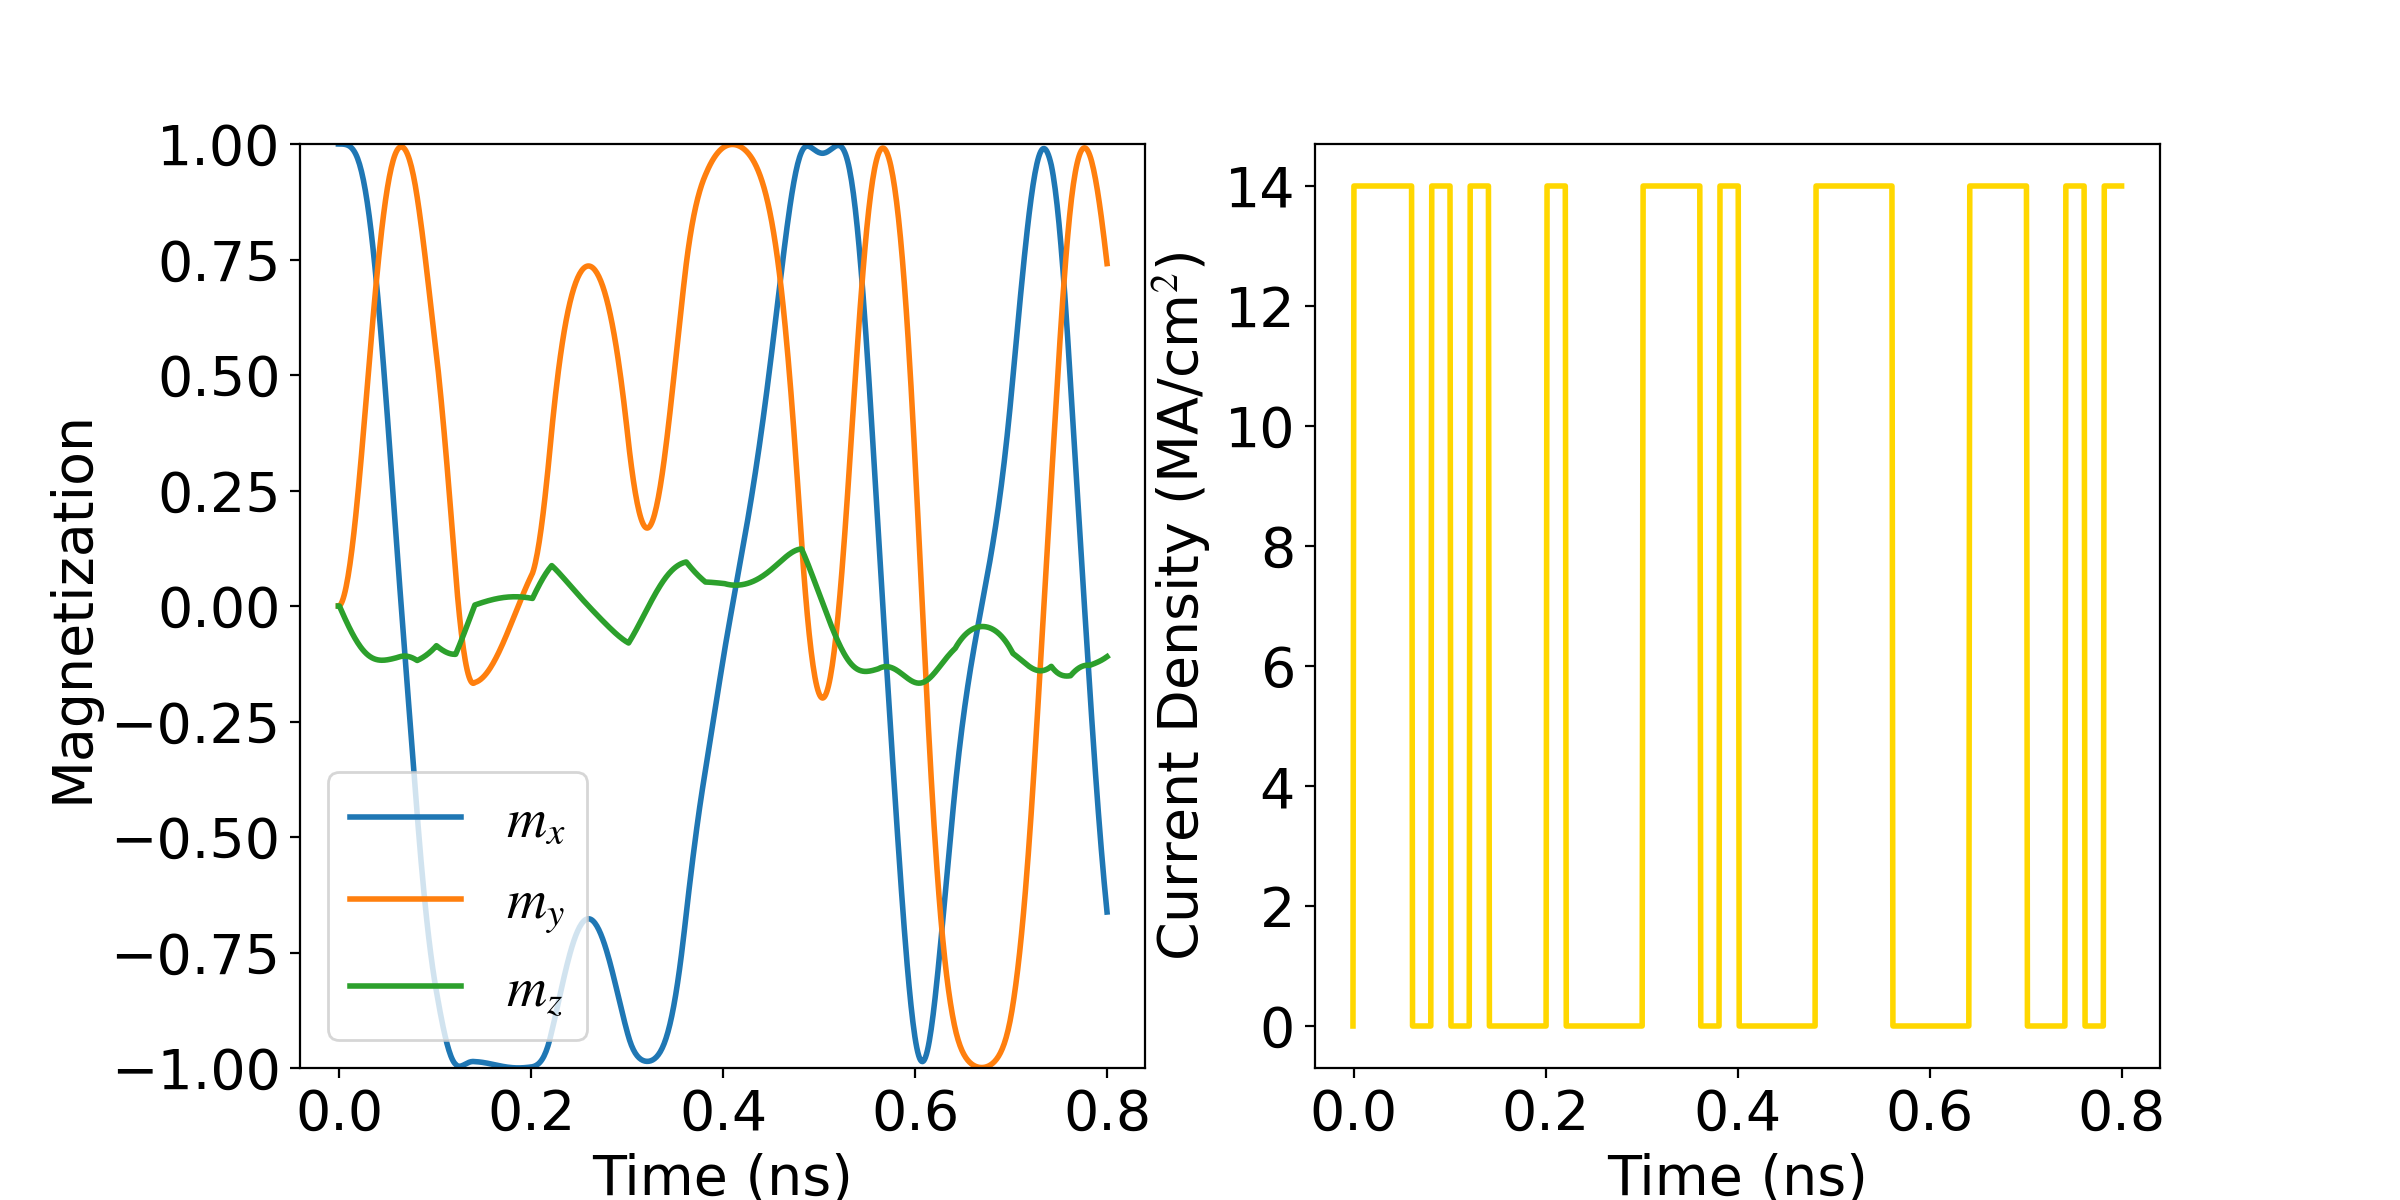 Magnetization
1.00
0.75
0.50
0.25
0.00
−0.25
−0.50
−0.75
−1.00
m_x
m_y
m_z
0.0 0.2 0.4 0.6 0.8
Time (ns)
Current Density (MA/cm²)
14
12
10
8
6
4
2
0
0.0 0.2 0.4 0.6 0.8
Time (ns)